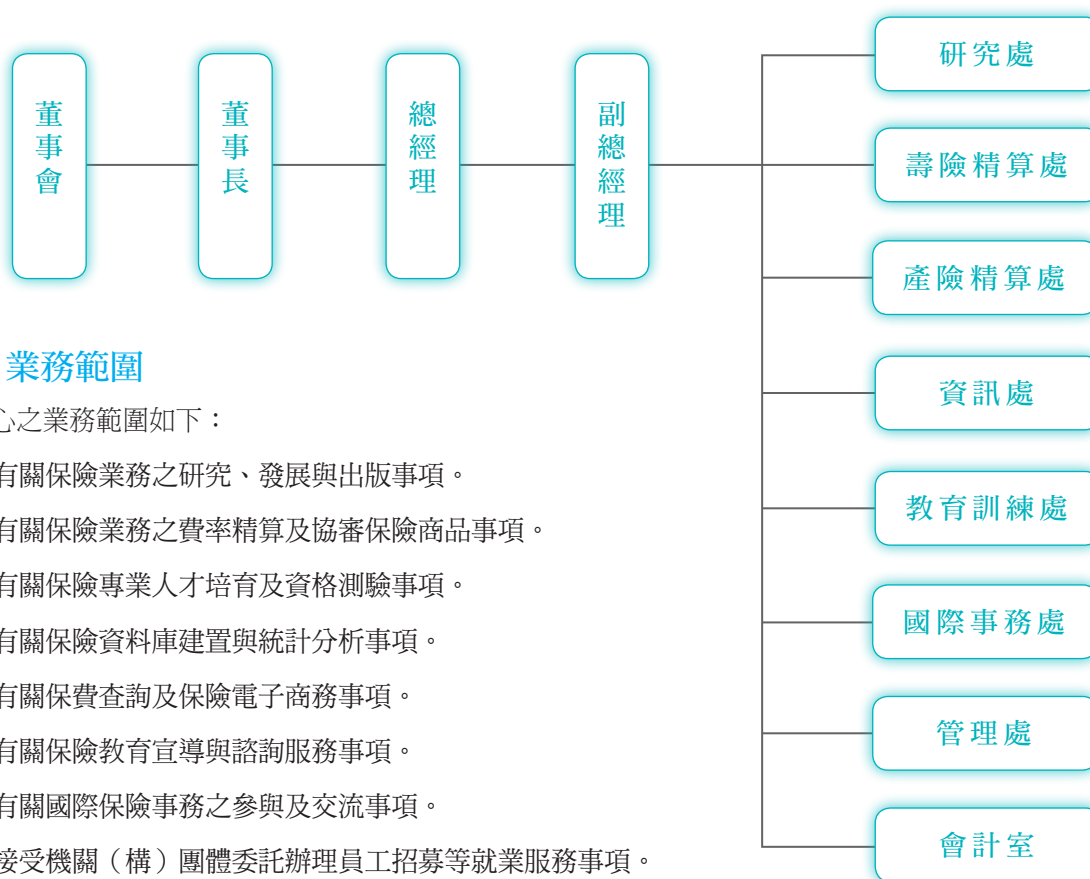 董事會
董事長
總經理
副總經理
研究處
壽險精算處
產險精算處
資訊處
教育訓練處
國際事務處
管理處
會計室
業務範圍
心之業務範圍如下：
有關保險業務之研究、發展與出版事項。
有關保險業務之費率精算及協審保險商品事項。
有關保險專業人才培育及資格測驗事項。
有關保險資料庫建置與統計分析事項。
有關保費查詢及保險電子商務事項。
有關保險教育宣導與諮詢服務事項。
有關國際保險事務之參與及交流事項。
接受機關（構）團體委託辦理員工招募等就業服務事項。